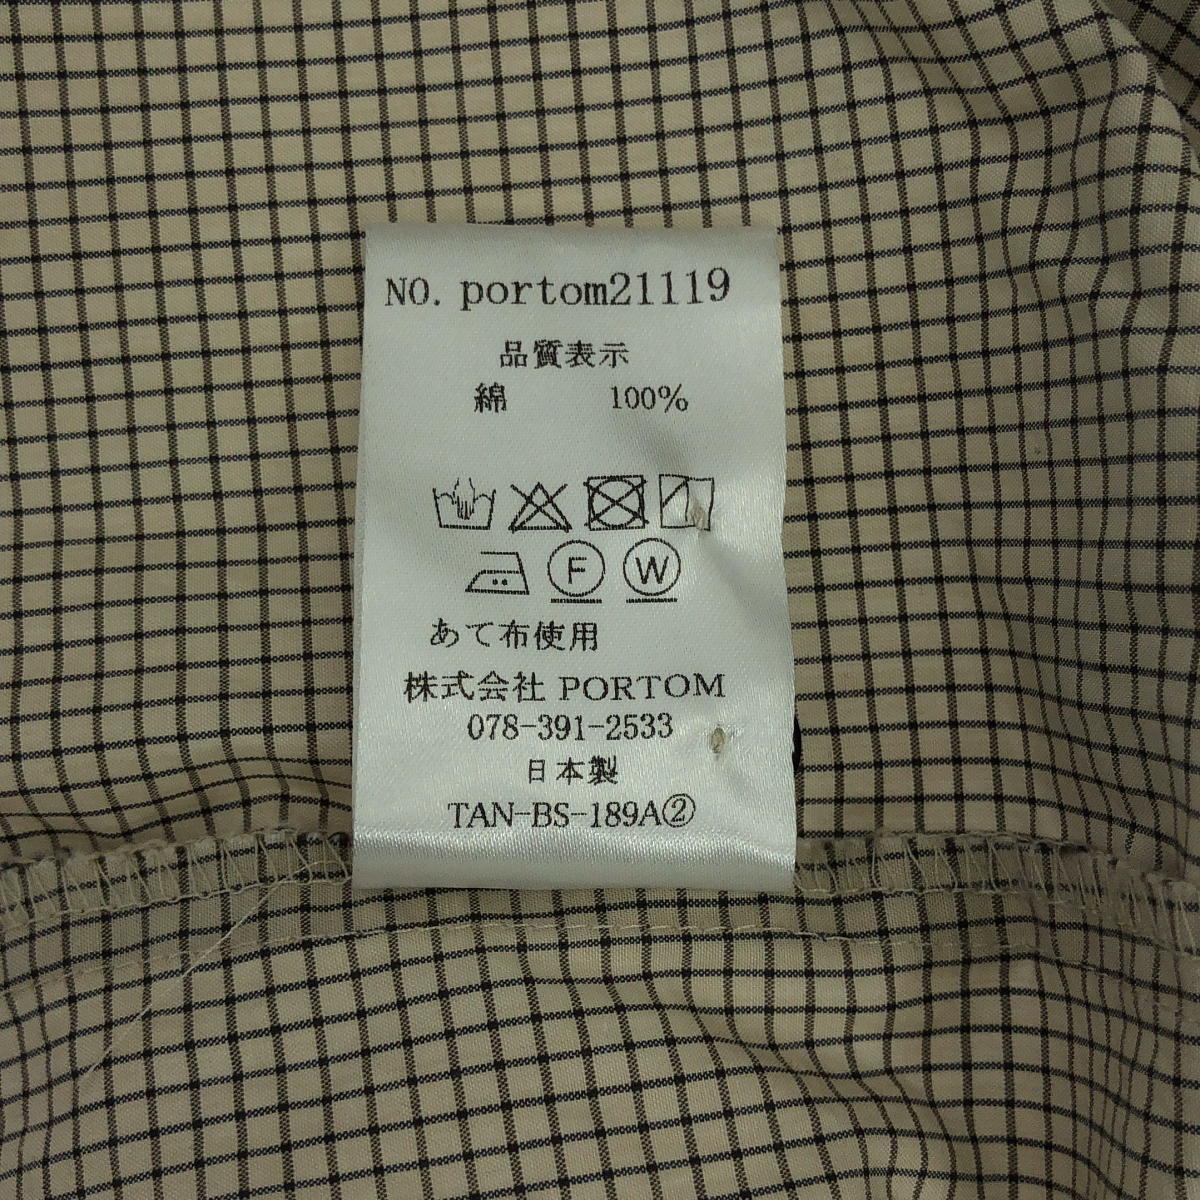 NO. portom21119
品質表示
綿 100%
F W
あて布使用
株式会社 PORTOM
078-391-2533
日本製
TAN-BS-189A②